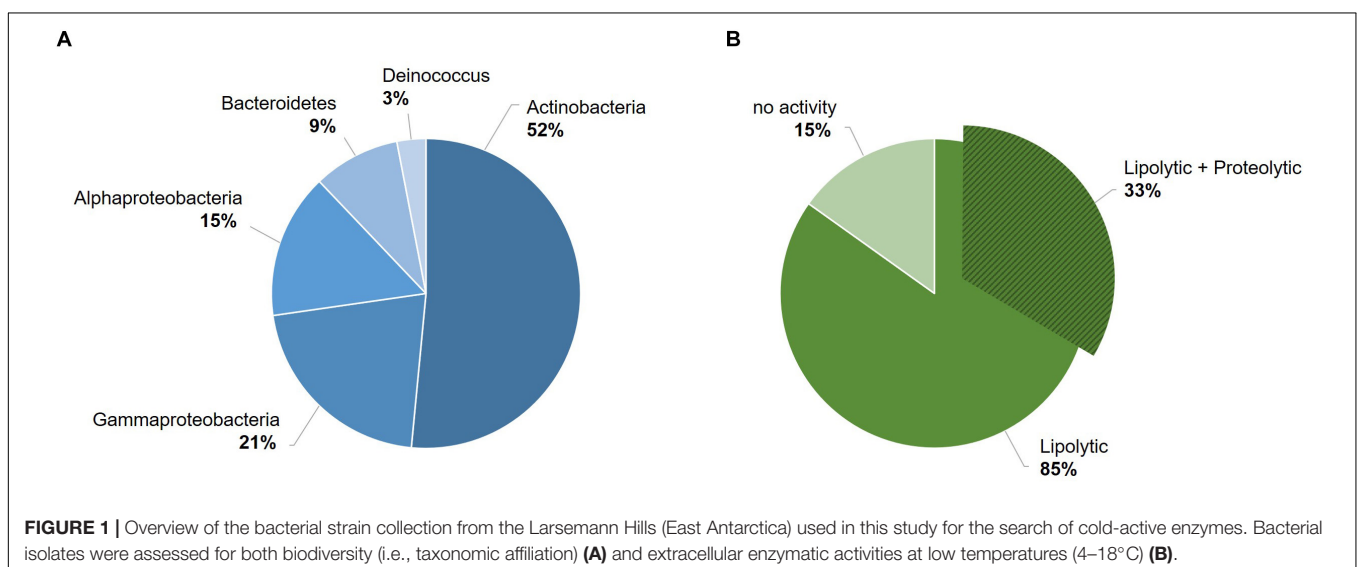 A
B
Deinococcus
3%
Bacteroidetes
9%
Actinobacteria
52%
Alphaproteobacteria
15%
Gammaproteobacteria
21%
no activity
15%
Lipolytic + Proteolytic
33%
Lipolytic
85%
FIGURE 1 | Overview of the bacterial strain collection from the Larsemann Hills (East Antarctica) used in this study for the search of cold-active enzymes. Bacterial
isolates were assessed for both biodiversity (i.e., taxonomic affiliation) (A) and extracellular enzymatic activities at low temperatures (4–18°C) (B).